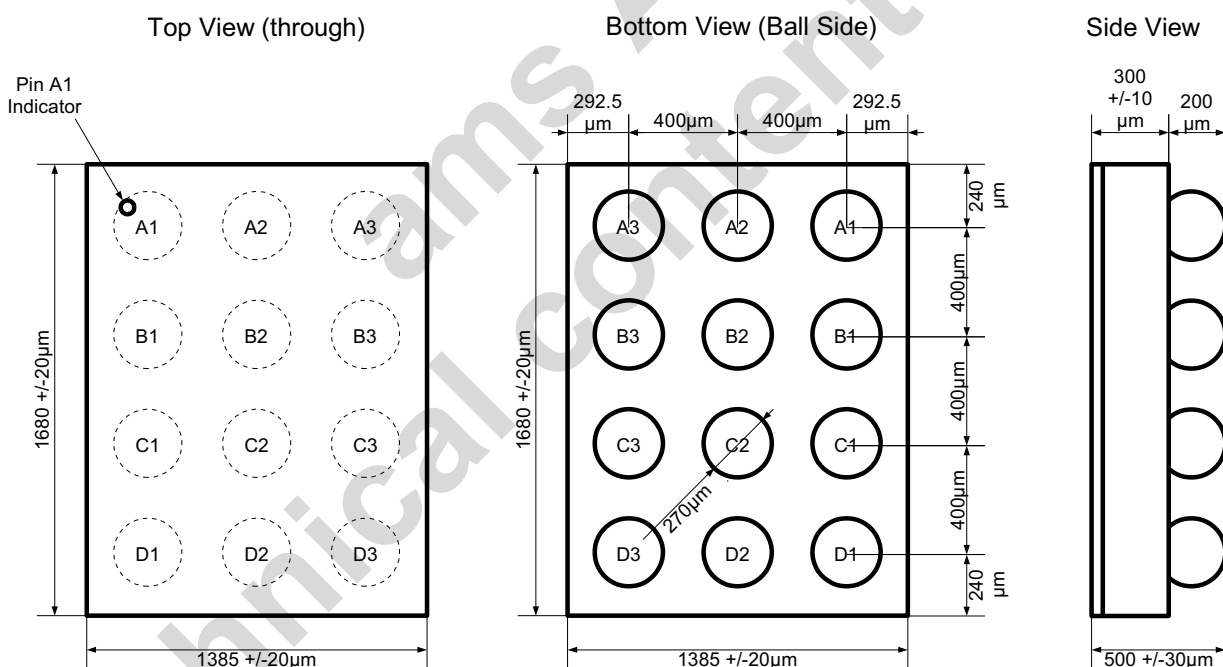 Top View (through)
Bottom View (Ball Side)
Side View
Pin A1
Indicator
292.5
µm
400µm
400µm
292.5
µm
300
+/-10
µm
200
µm
A1
A2
A3
B1
B2
B3
C1
C2
C3
D1
D2
D3
1680 +/-20µm
1385 +/-20µm
A3
A2
A1
B3
B2
B1
C3
C2
C1
D3
D2
D1
270µm
1680 +/-20µm
240
µm
400µm
400µm
400µm
240
µm
1385 +/-20µm
500 +/-30µm
ams A
hnical content